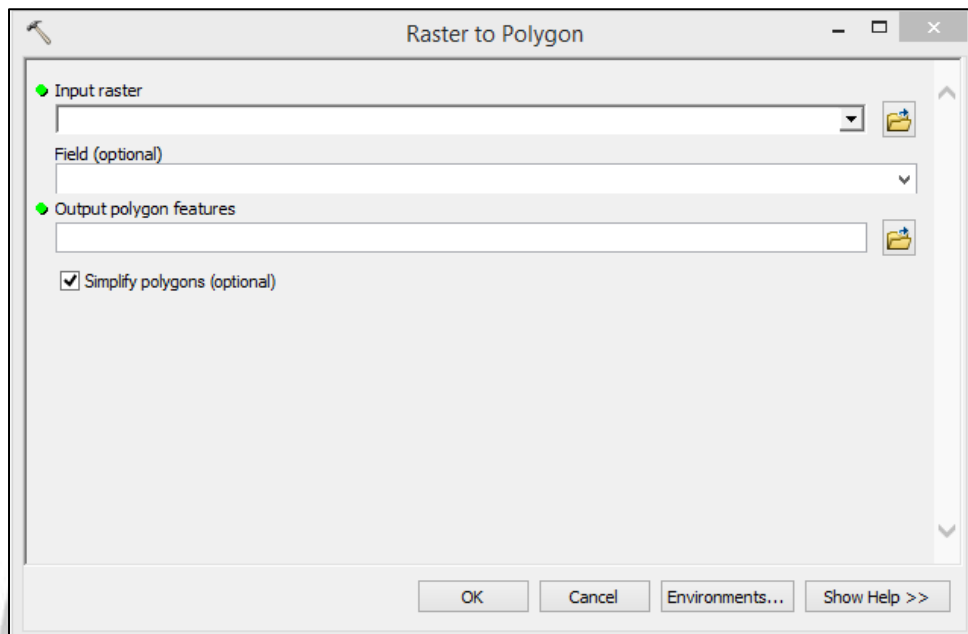 Raster to Polygon
Input raster
Field (optional)
Output polygon features
Simplify polygons (optional)
OK Cancel Environments... Show Help >>